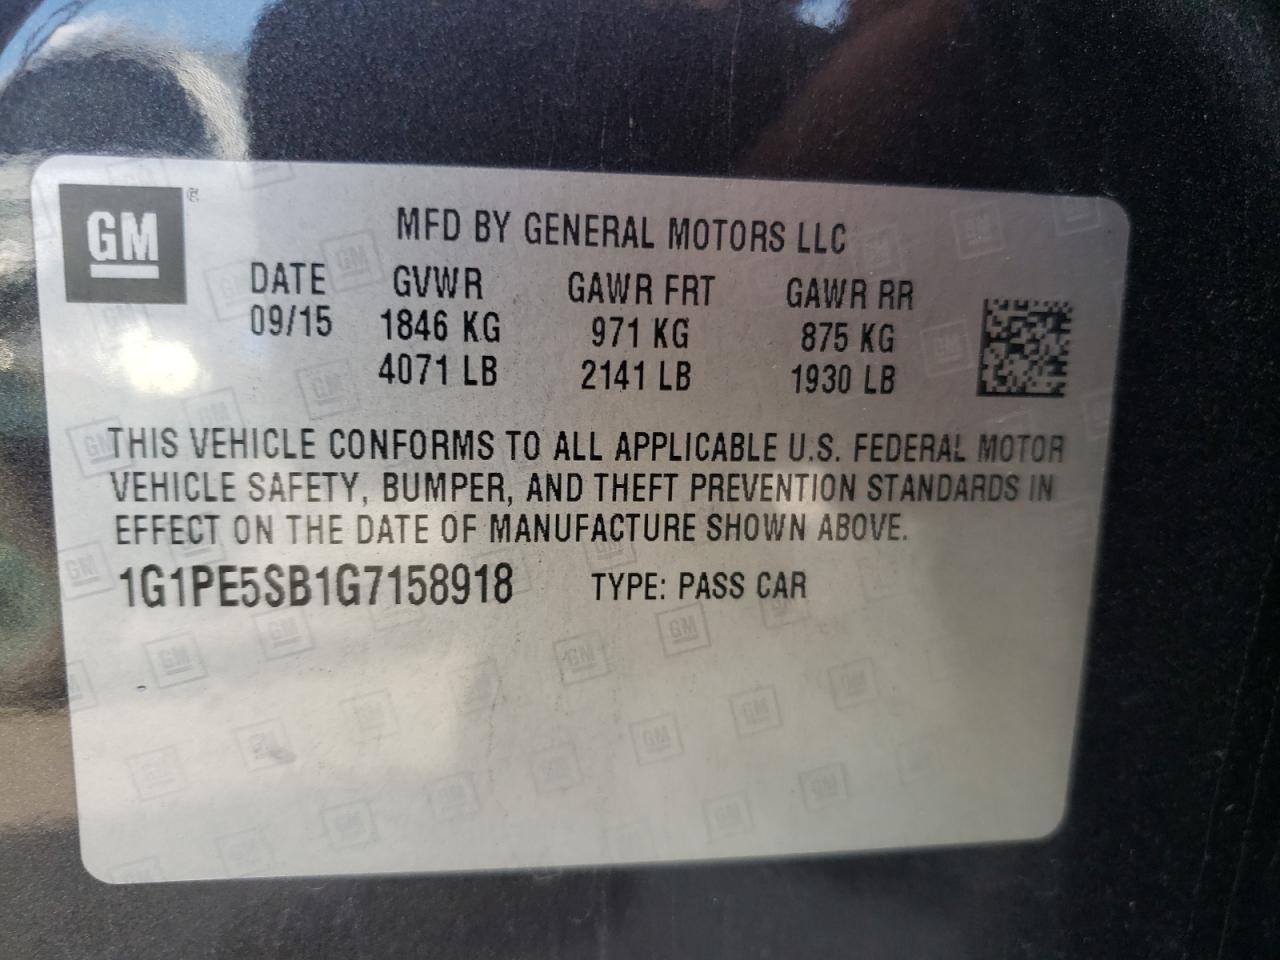 GM
MFD BY GENERAL MOTORS LLC
DATE GVWR GAWR FRT GAWR RR
09/15 1846 KG 971 KG 875 KG
4071 LB 2141 LB 1930 LB
THIS VEHICLE CONFORMS TO ALL APPLICABLE U.S. FEDERAL MOTOR
VEHICLE SAFETY, BUMPER, AND THEFT PREVENTION STANDARDS IN
EFFECT ON THE DATE OF MANUFACTURE SHOWN ABOVE.
1G1PE5SB1G7158918 TYPE: PASS CAR